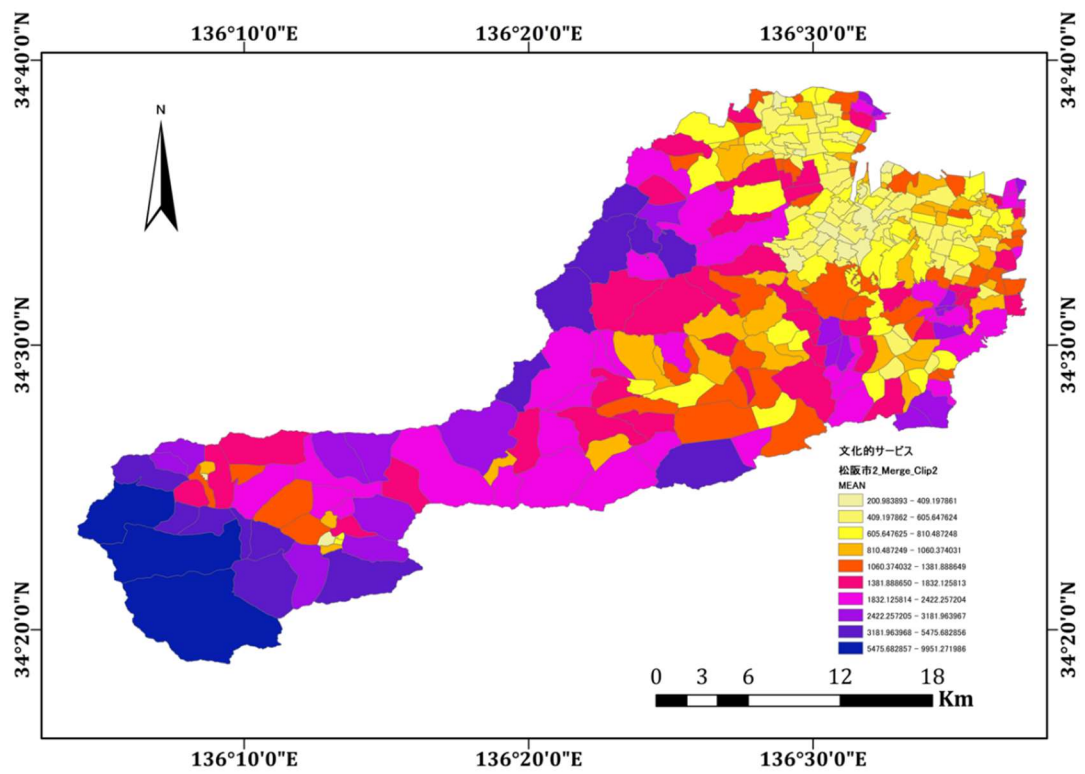 136°10'0"E 136°20'0"E 136°30'0"E
34°40'0"N 34°40'0"N
N
34°30'0"N 34°30'0"N
文化的サービス
松阪市2_Merge_Clip2
MEAN
200.983893 - 409.197861
409.197862 - 605.647624
605.647625 - 810.487248
810.487249 - 1060.374031
1060.374032 - 1381.888649
1381.888650 - 1832.125813
1832.125814 - 2422.257204
2422.257205 - 3181.963967
3181.963968 - 5475.682856
5475.682857 - 9951.271986
34°20'0"N 34°20'0"N
0 3 6 12 18
Km
136°10'0"E 136°20'0"E 136°30'0"E